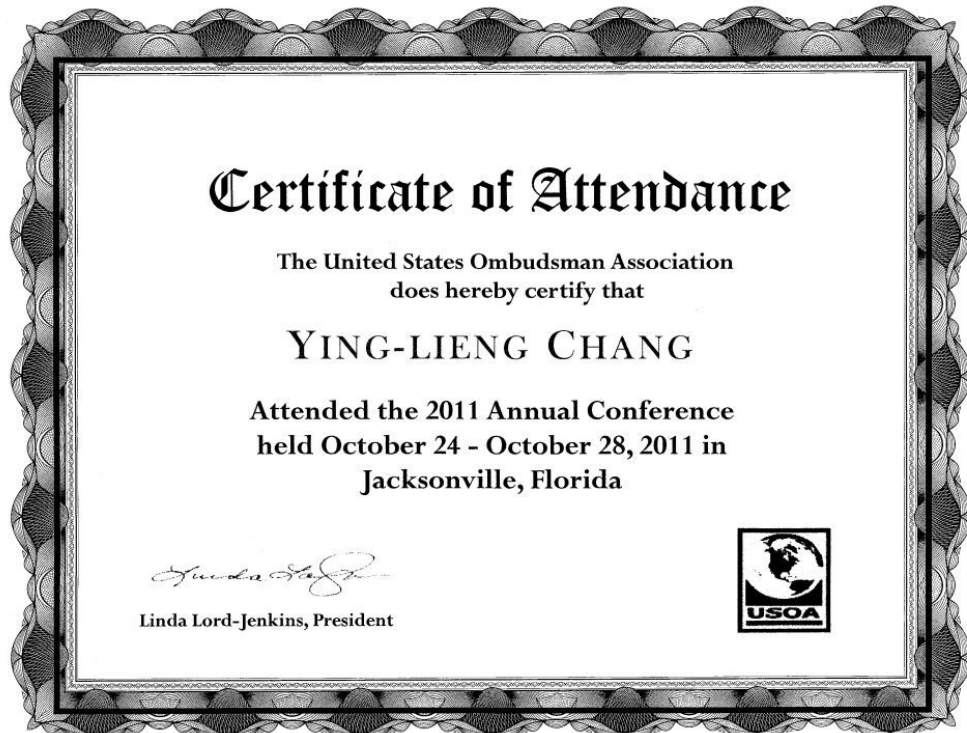 Certificate of Attendance
The United States Ombudsman Association
does hereby certify that
YING-LIENG CHANG
Attended the 2011 Annual Conference
held October 24 - October 28, 2011 in
Jacksonville, Florida
Linda Lord-Jenkins, President
USOA